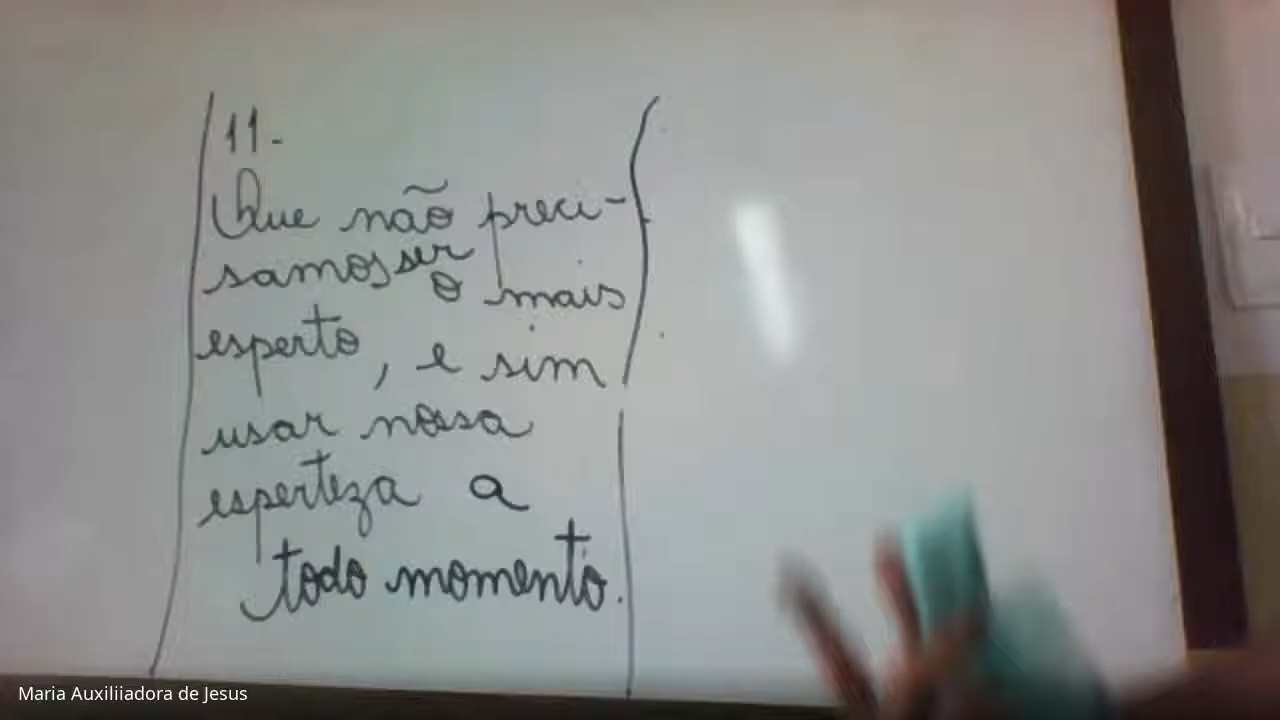 11-
Que não preci-
samos ser
o mais
esperto, e sim
usar nossa
esperteza a
todo momento.
Maria Auxiliiadora de Jesus